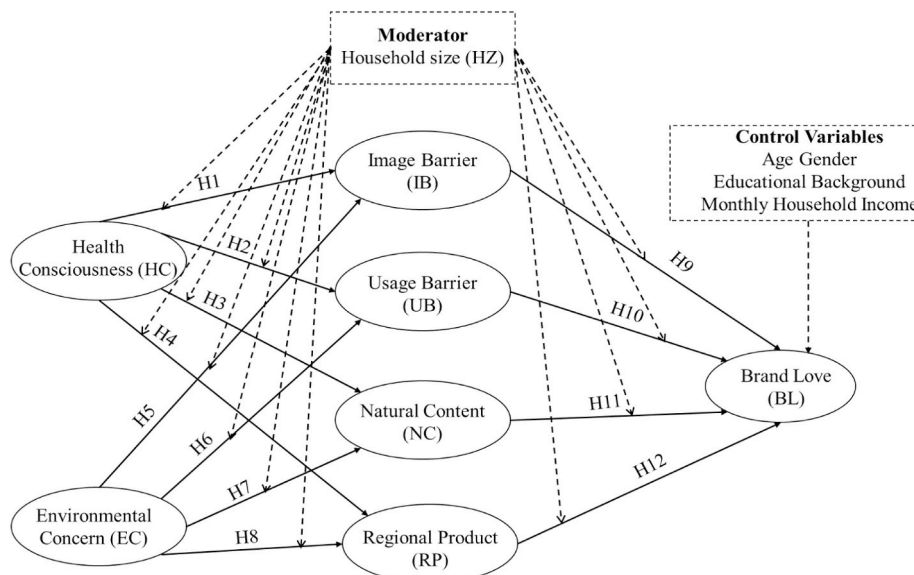 Moderator
Household size (HZ)
Control Variables
Age Gender
Educational Background
Monthly Household Income
Image Barrier
(IB)
H1
Health
Consciousness (HC)
H2
H9
Usage Barrier
(UB)
H3
H10
H4
Brand Love
(BL)
Natural Content
(NC)
H11
H5
H6
H7
H12
Environmental
Concern (EC)
H8
Regional Product
(RP)